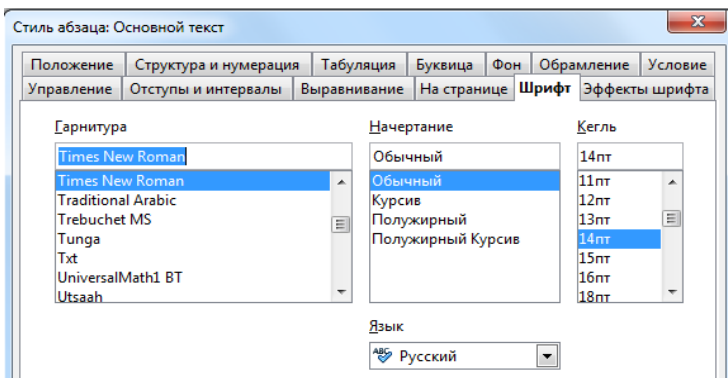 Стиль абзаца: Основной текст
Положение Структура и нумерация Табуляция Буквица Фон Обрамление Условие
Управление Отступы и интервалы Выравнивание На странице Шрифт Эффекты шрифта
Гарнитура Начертание Кегль
Times New Roman Обычный 14пт
Times New Roman Обычный 11пт
Traditional Arabic Курсив 12пт
Trebuchet MS Полужирный 13пт
Tunga Полужирный Курсив 14пт
Txt 15пт
UniversalMath1 BT 16пт
Utsaah 18пт
Язык
ABC Русский